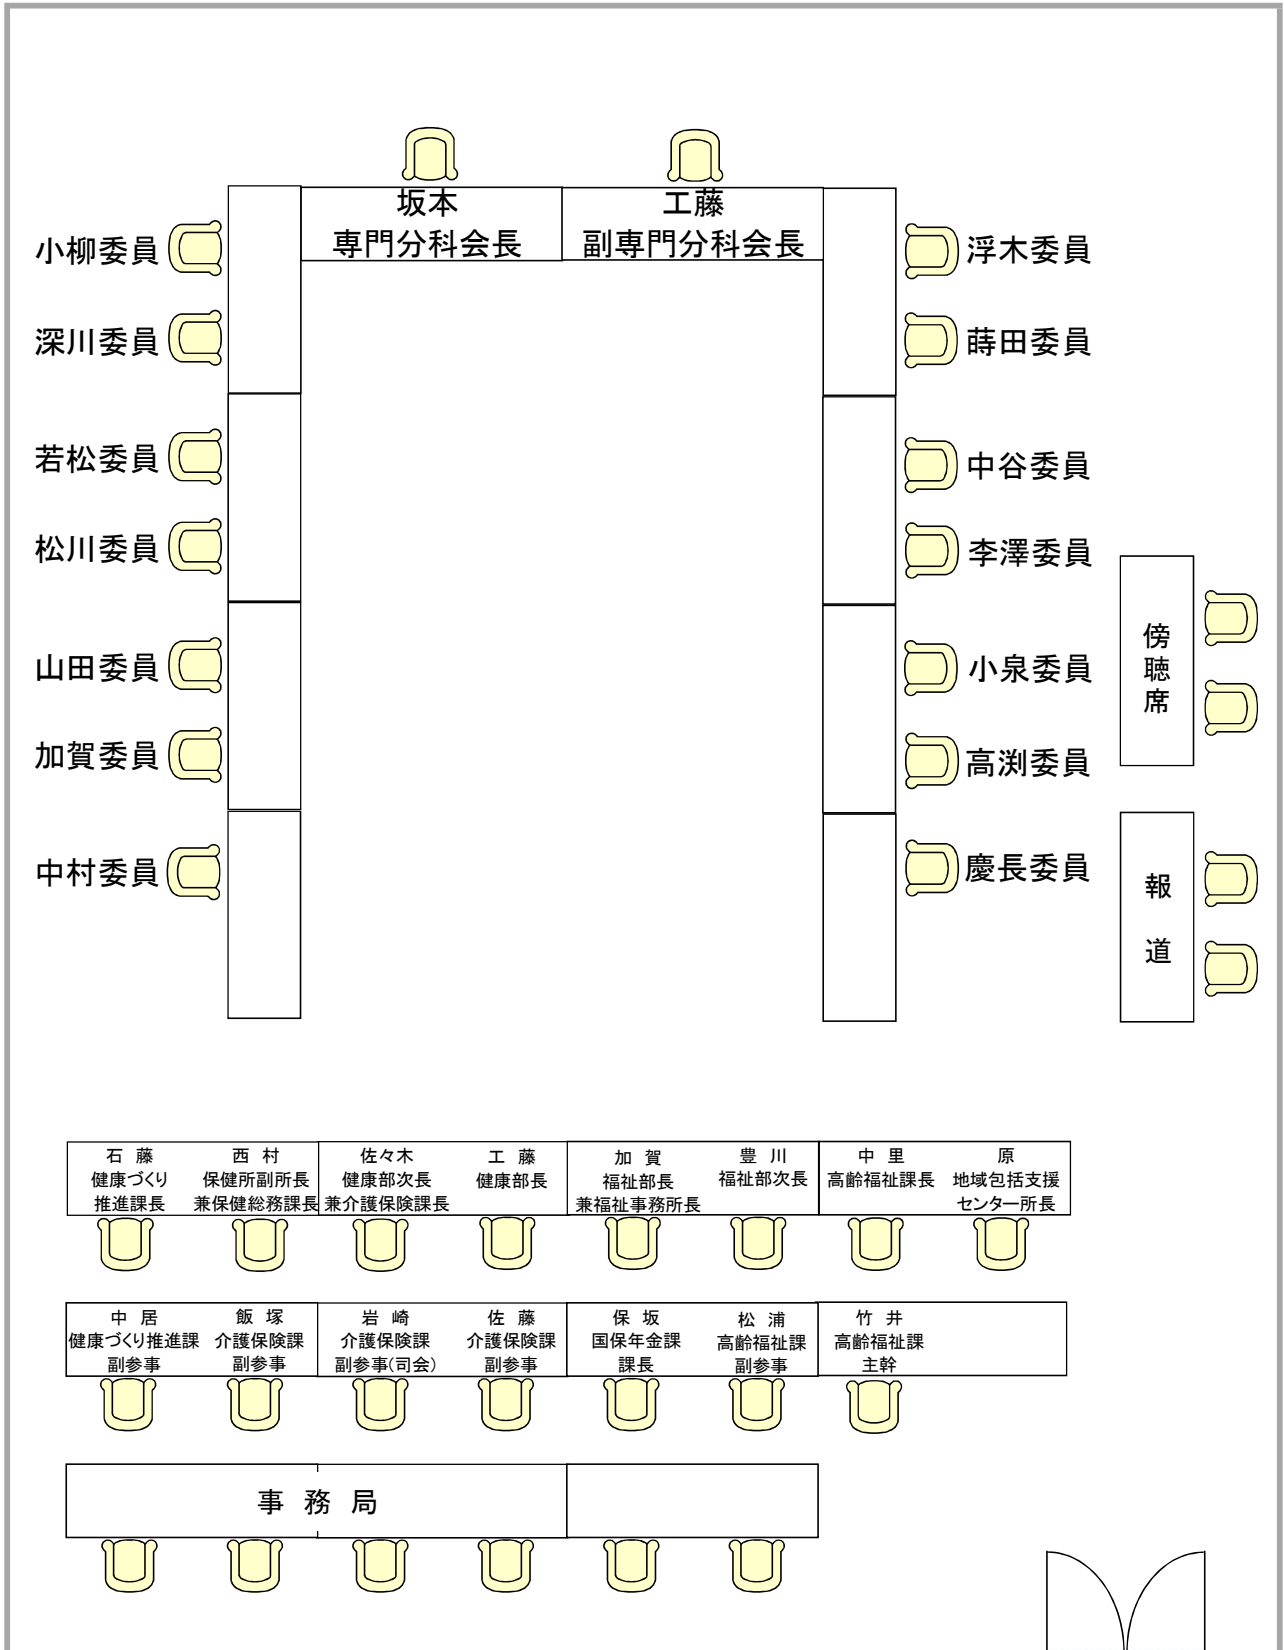 坂本
専門分科会長
工藤
副専門分科会長
小柳委員
深川委員
若松委員
松川委員
山田委員
加賀委員
中村委員
浮木委員
蒔田委員
中谷委員
李澤委員
小泉委員
高渕委員
慶長委員
傍聴席
報道
石藤
健康づくり
推進課長
西村
保健所副所長
兼保健総務課長
佐々木
健康部次長
兼介護保険課長
工藤
健康部長
加賀
福祉部長
兼福祉事務所長
豊川
福祉部次長
中里
高齢福祉課長
原
地域包括支援
センター所長
中居
健康づくり推進課
副参事
飯塚
介護保険課
副参事
岩崎
介護保険課
副参事(司会)
佐藤
介護保険課
副参事
保坂
国保年金課
課長
松浦
高齢福祉課
副参事
竹井
高齢福祉課
主幹
事務局